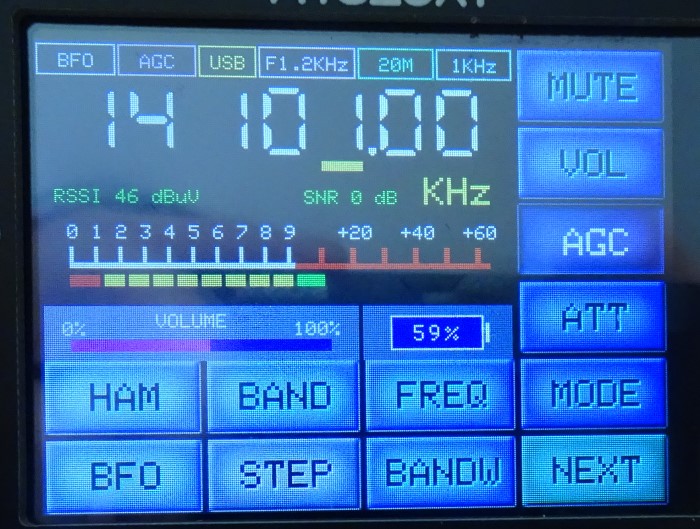 BFO AGC USB F1.2KHz 20M 1KHz
MUTE
14 101.00
VOL
RSSI 46 dBuV SNR 0 dB KHz
0 1 2 3 4 5 6 7 8 9 +20 +40 +60
AGC
0% VOLUME 100%
59%
ATT
HAM BAND FREQ MODE
BFO STEP BANDW NEXT